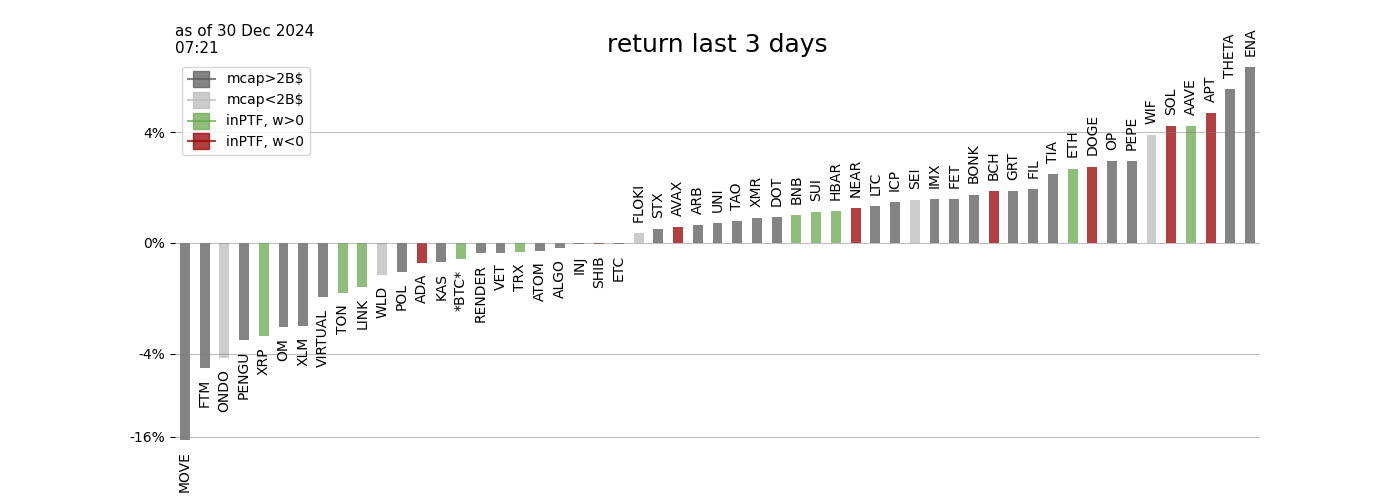 as of 30 Dec 2024
07:21
return last 3 days
mcap>2B$
mcap<2B$
inPTF, w>0
inPTF, w<0
4%
0%
-4%
-16%
MOVE
FTM
ONDO
PENGU
XRP
OM
XLM
VIRTUAL
TON
LINK
WLD
POL
ADA
KAS
*BTC*
RENDER
VET
TRX
ATOM
ALGO
INJ
SHIB
ETC
FLOKI
STX
AVAX
ARB
UNI
TAO
XMR
DOT
BNB
SUI
HBAR
NEAR
LTC
ICP
SEI
IMX
FET
BONK
BCH
GRT
FIL
TIA
ETH
DOGE
OP
PEPE
WIF
SOL
AAVE
APT
THETA
ENA